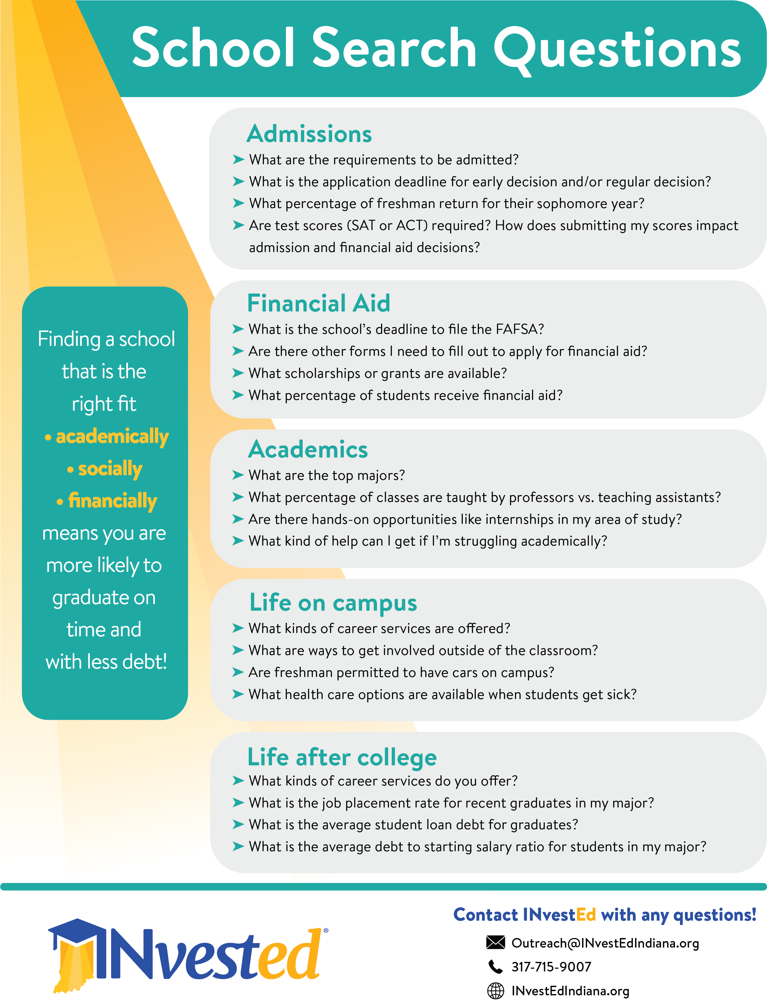 School Search Questions
Admissions
➤ What are the requirements to be admitted?
➤ What is the application deadline for early decision and/or regular decision?
➤ What percentage of freshman return for their sophomore year?
➤ Are test scores (SAT or ACT) required? How does submitting my scores impact
admission and financial aid decisions?
Financial Aid
➤ What is the school’s deadline to file the FAFSA?
➤ Are there other forms I need to fill out to apply for financial aid?
➤ What scholarships or grants are available?
➤ What percentage of students receive financial aid?
Finding a school
that is the
right fit
• academically
• socially
• financially
means you are
more likely to
graduate on
time and
with less debt!
Academics
➤ What are the top majors?
➤ What percentage of classes are taught by professors vs. teaching assistants?
➤ Are there hands-on opportunities like internships in my area of study?
➤ What kind of help can I get if I’m struggling academically?
Life on campus
➤ What kinds of career services are offered?
➤ What are ways to get involved outside of the classroom?
➤ Are freshman permitted to have cars on campus?
➤ What health care options are available when students get sick?
Life after college
➤ What kinds of career services do you offer?
➤ What is the job placement rate for recent graduates in my major?
➤ What is the average student loan debt for graduates?
➤ What is the average debt to starting salary ratio for students in my major?
INvested®
Contact INvestEd with any questions!
Outreach@INvestEdIndiana.org
317-715-9007
INvestEdIndiana.org